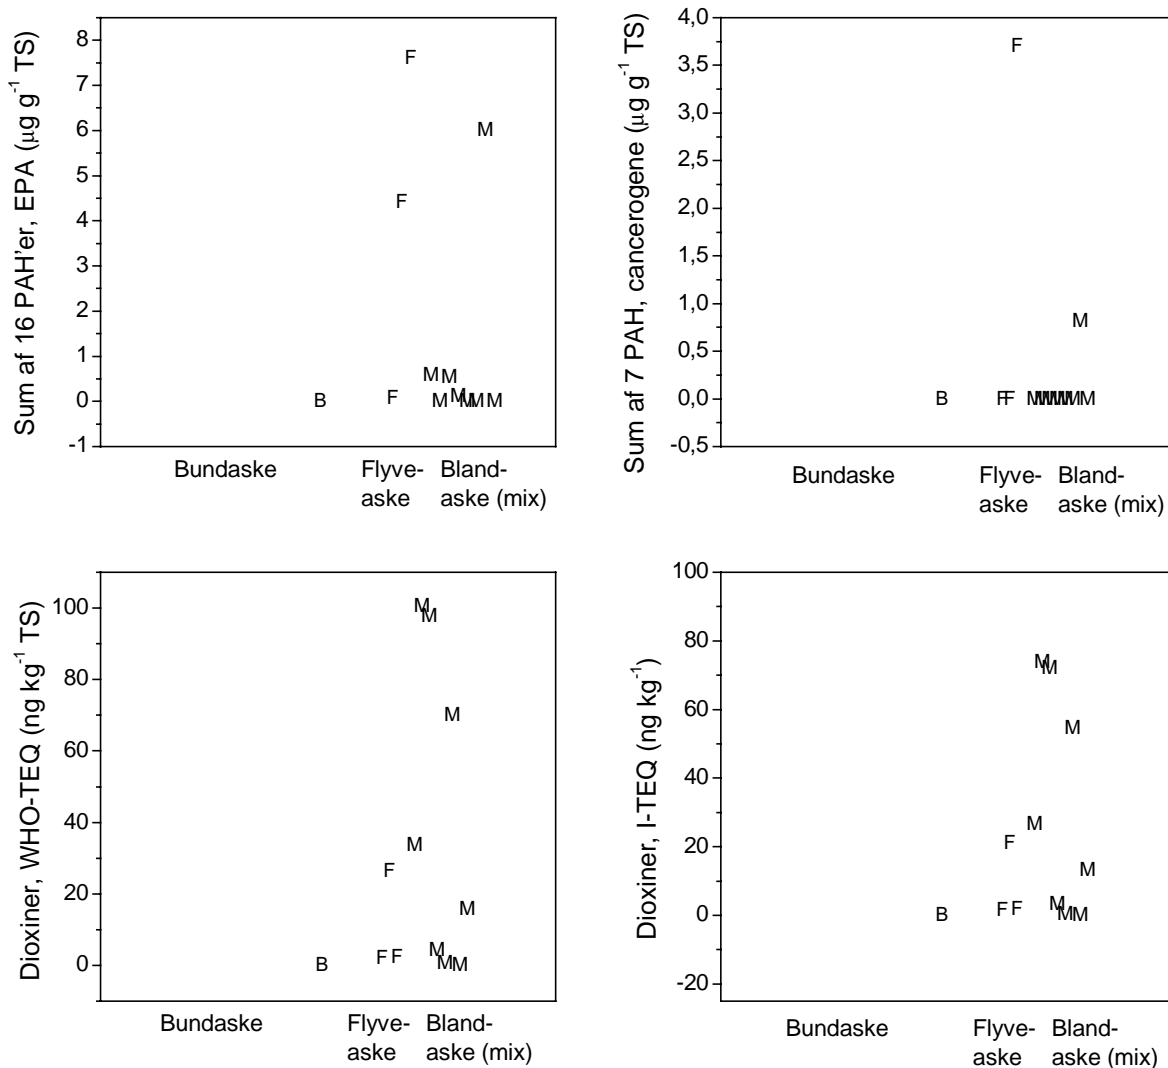 Sum af 16 PAH'er, EPA (μg g⁻¹ TS)
8
7
6
5
4
3
2
1
0
-1
F
M
F
M
M
B
F
M
M
M
M
M
Bundaske
Flyve-
aske
Bland-
aske (mix)
Sum af 7 PAH, cancerogene (μg g⁻¹ TS)
4,0
3,5
3,0
2,5
2,0
1,5
1,0
0,5
0,0
-0,5
F
M
B
F
F
M
M
M
M
M
M
M
Bundaske
Flyve-
aske
Bland-
aske (mix)
Dioxiner, WHO-TEQ (ng kg⁻¹ TS)
100
80
60
40
20
0
M
M
M
M
F
M
M
B
F
F
M
M
Bundaske
Flyve-
aske
Bland-
aske (mix)
Dioxiner, I-TEQ (ng kg⁻¹)
100
80
60
40
20
0
-20
M
M
M
M
F
M
M
B
F
F
M
M
Bundaske
Flyve-
aske
Bland-
aske (mix)